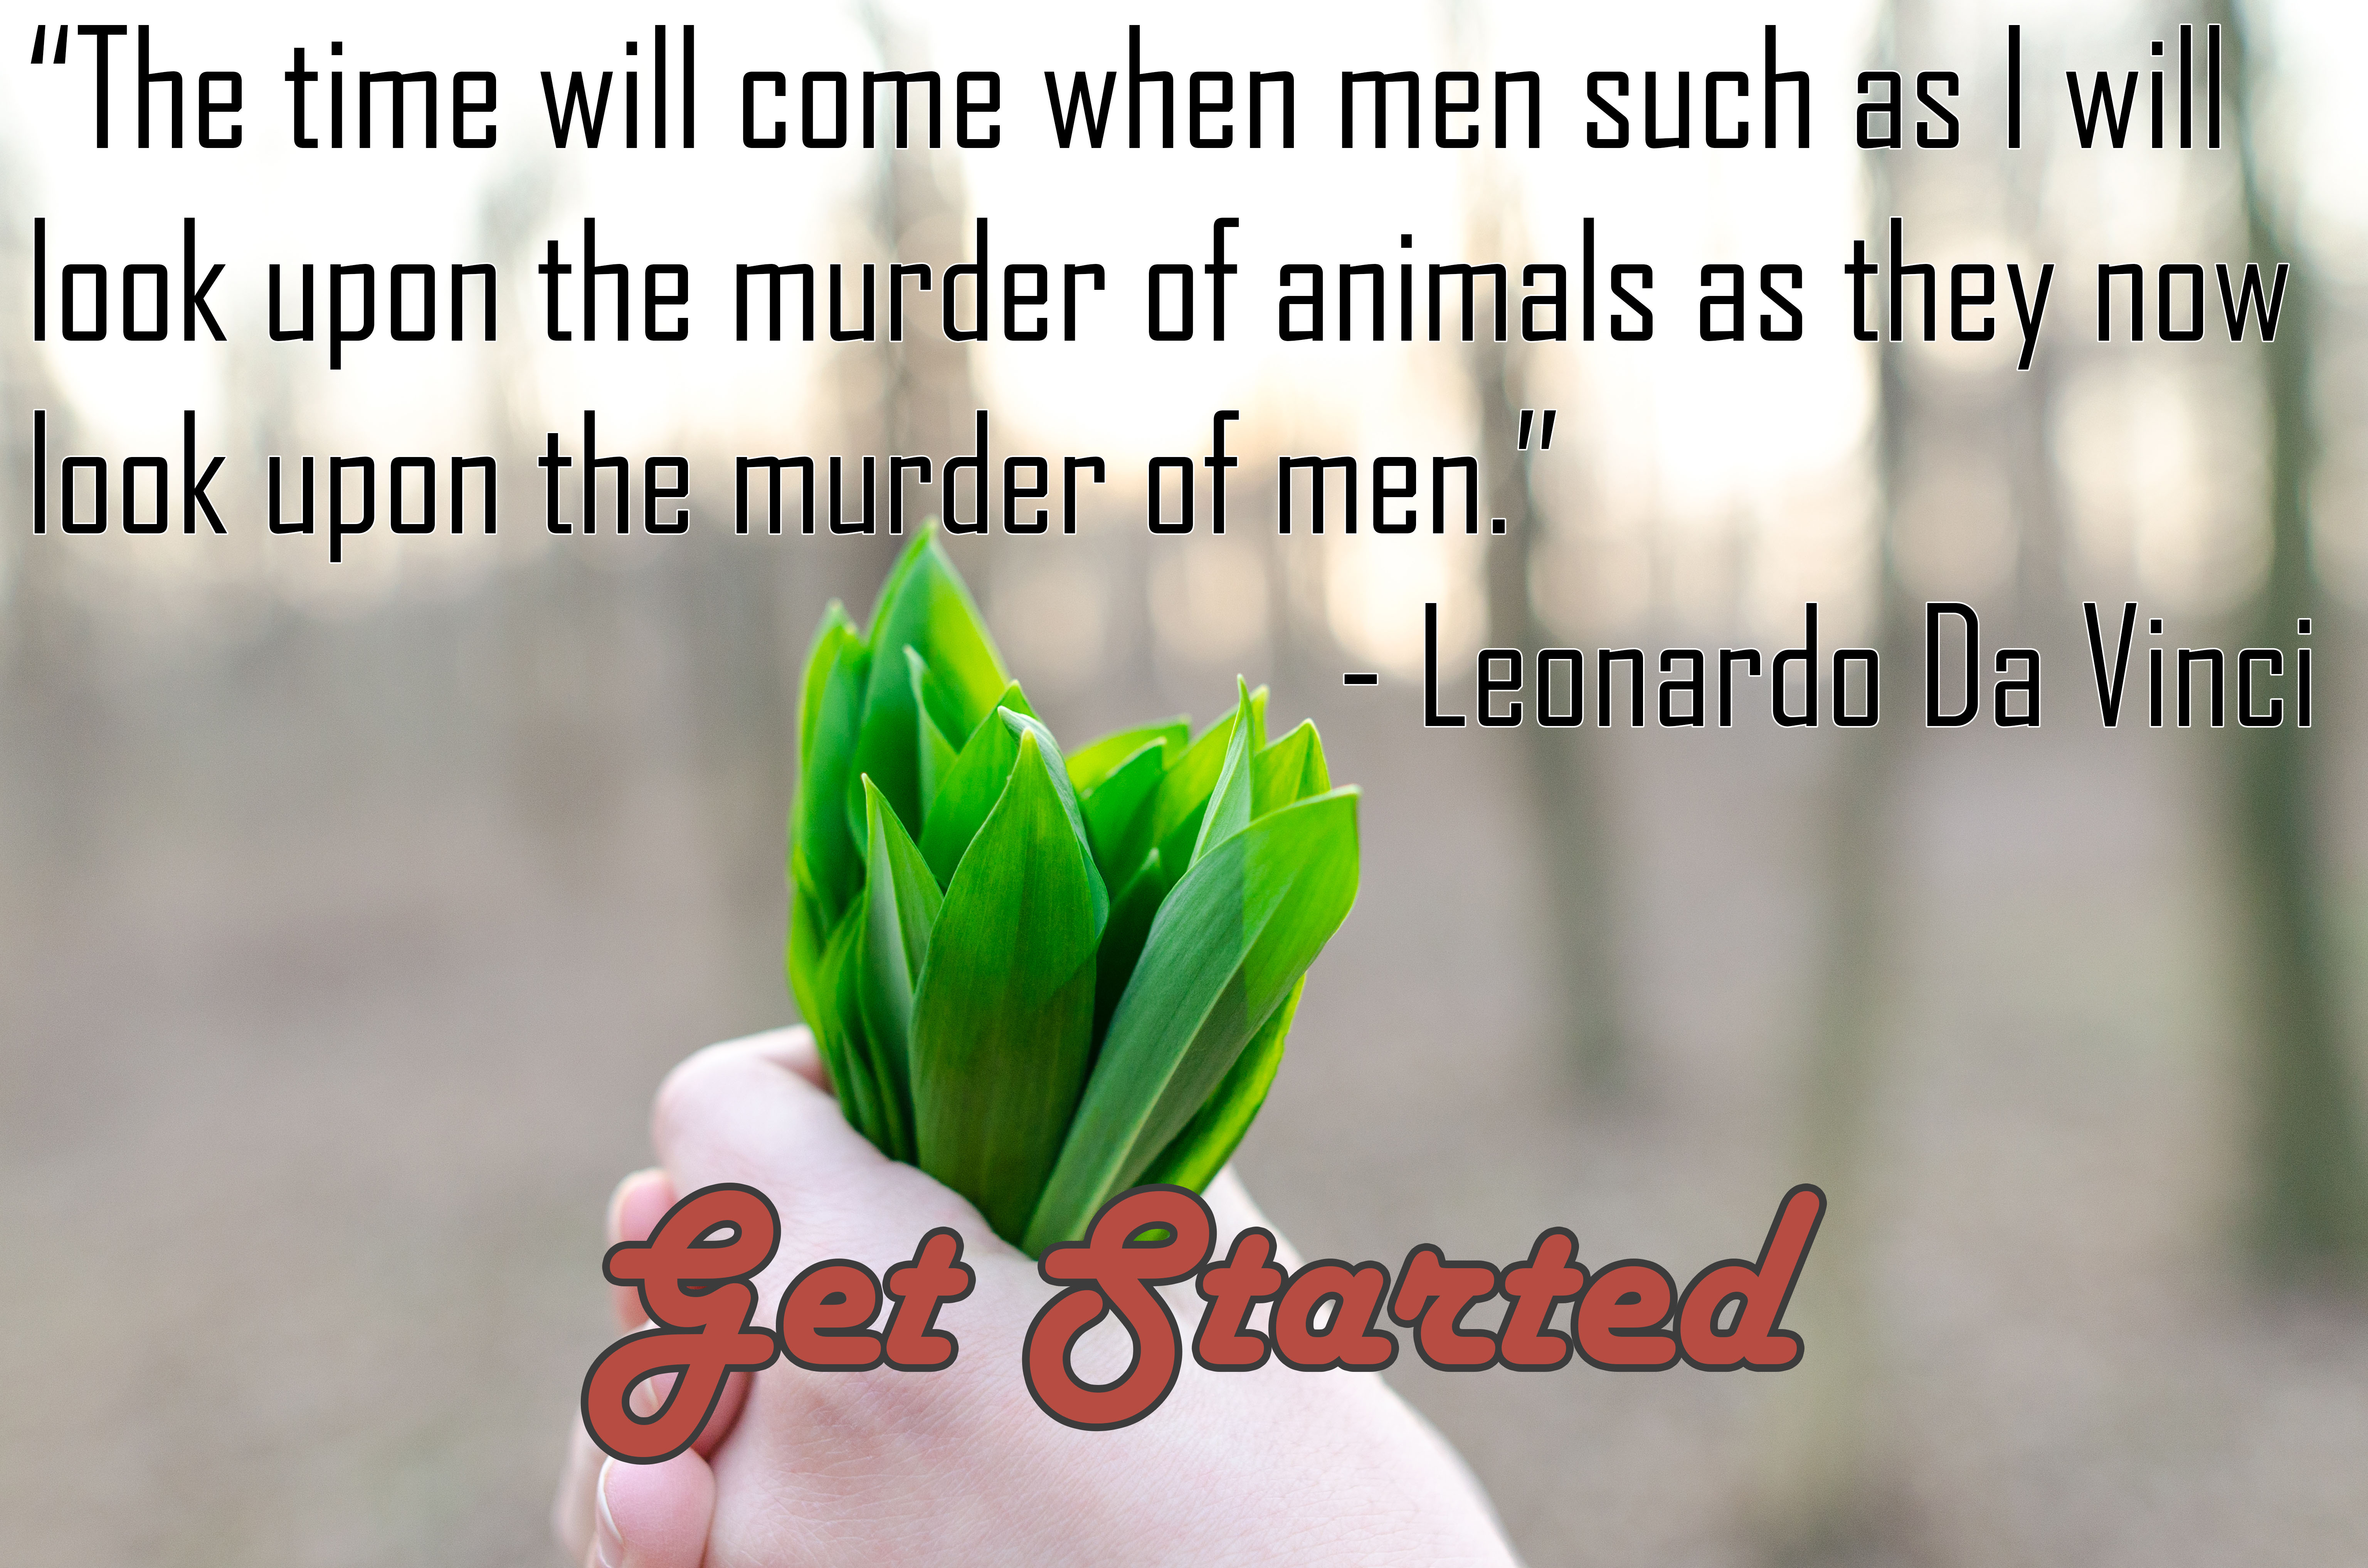 “The time will come when men such as I will
look upon the murder of animals as they now
look upon the murder of men.”
- Leonardo Da Vinci
Get Started